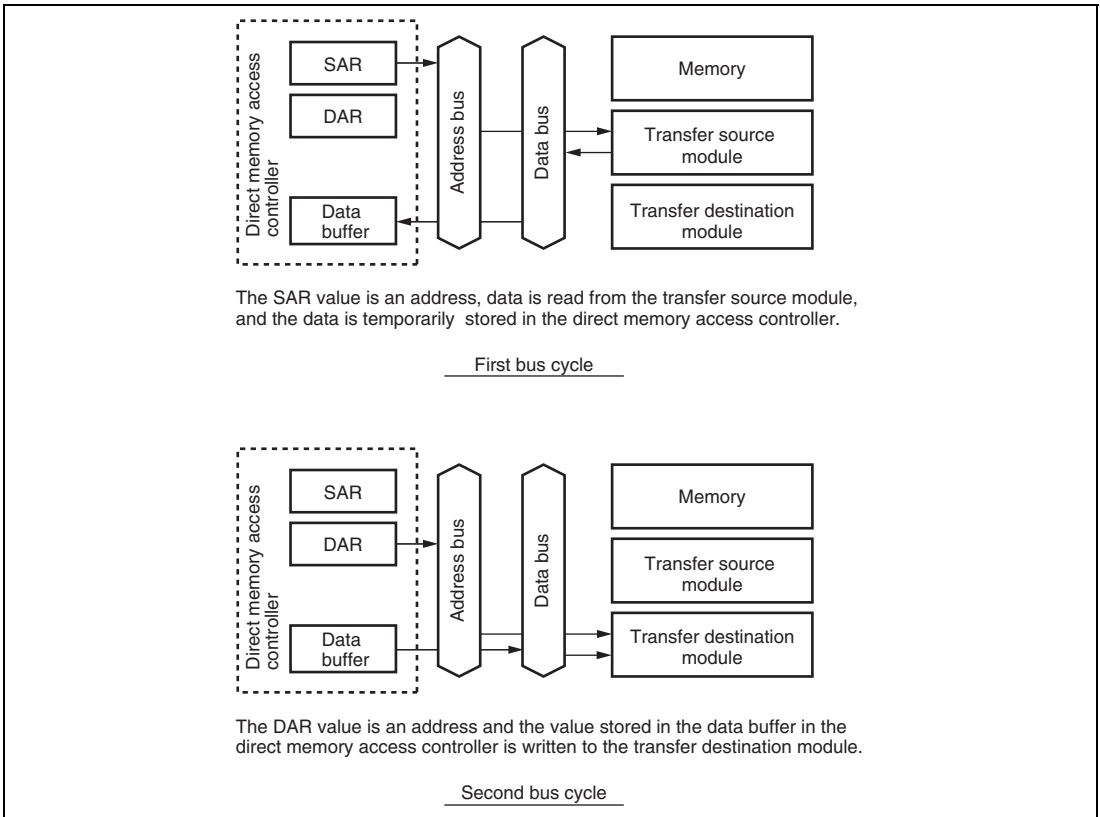 Direct memory access
controller
SAR
DAR
Data
buffer
Address bus
Data bus
Memory
Transfer source
module
Transfer destination
module
The SAR value is an address, data is read from the transfer source module,
and the data is temporarily stored in the direct memory access controller.
First bus cycle
Direct memory access
controller
SAR
DAR
Data
buffer
Address bus
Data bus
Memory
Transfer source
module
Transfer destination
module
The DAR value is an address and the value stored in the data buffer in the
direct memory access controller is written to the transfer destination module.
Second bus cycle